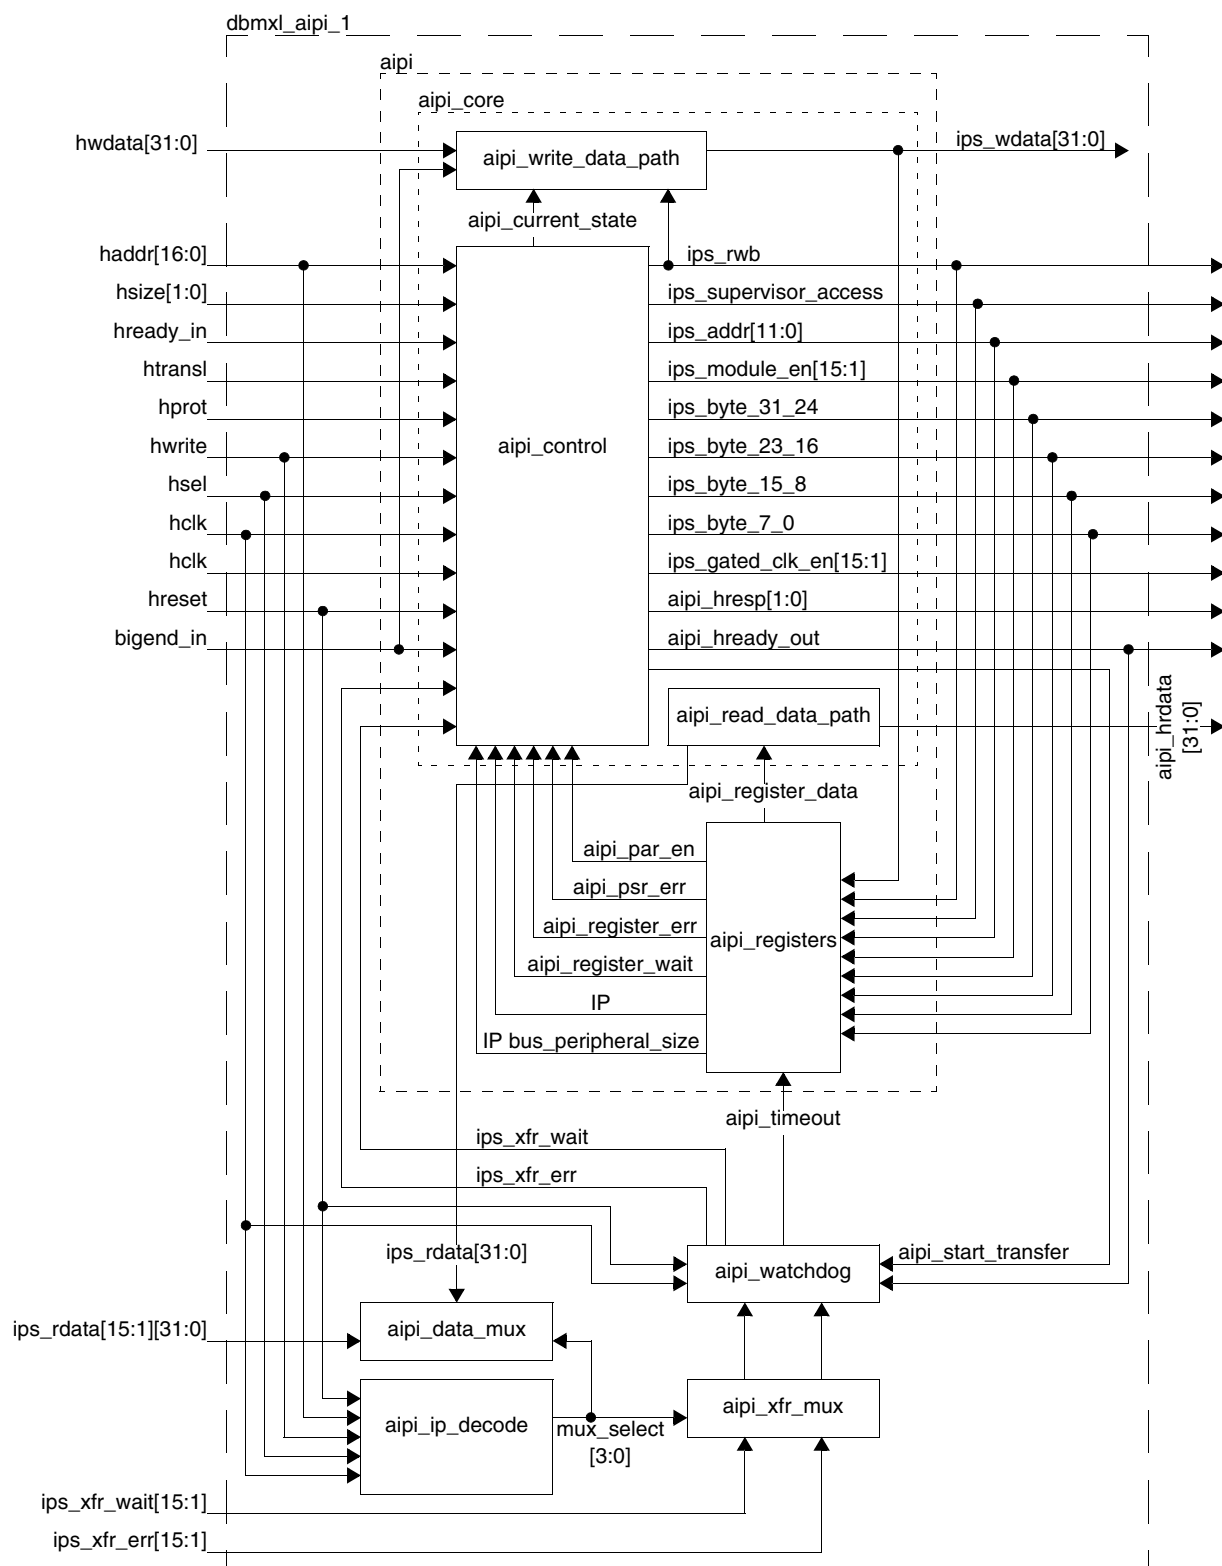 dbmxl_aipi_1
aipi
aipi_core
hwdata[31:0]
aipi_write_data_path
ips_wdata[31:0]
aipi_current_state
haddr[16:0]
ips_rwb
hsize[1:0]
ips_supervisor_access
hready_in
ips_addr[11:0]
htransl
ips_module_en[15:1]
hprot
ips_byte_31_24
hwrite
aipi_control
ips_byte_23_16
hsel
ips_byte_15_8
hclk
ips_byte_7_0
hclk
ips_gated_clk_en[15:1]
hreset
aipi_hresp[1:0]
bigend_in
aipi_hready_out
aipi_read_data_path
aipi_hrdata
[31:0]
aipi_register_data
aipi_par_en
aipi_psr_err
aipi_register_err
aipi_registers
aipi_register_wait
IP
IP bus_peripheral_size
aipi_timeout
ips_xfr_wait
ips_xfr_err
ips_rdata[31:0]
aipi_watchdog
aipi_start_transfer
ips_rdata[15:1][31:0]
aipi_data_mux
aipi_ip_decode
mux_select
[3:0]
aipi_xfr_mux
ips_xfr_wait[15:1]
ips_xfr_err[15:1]